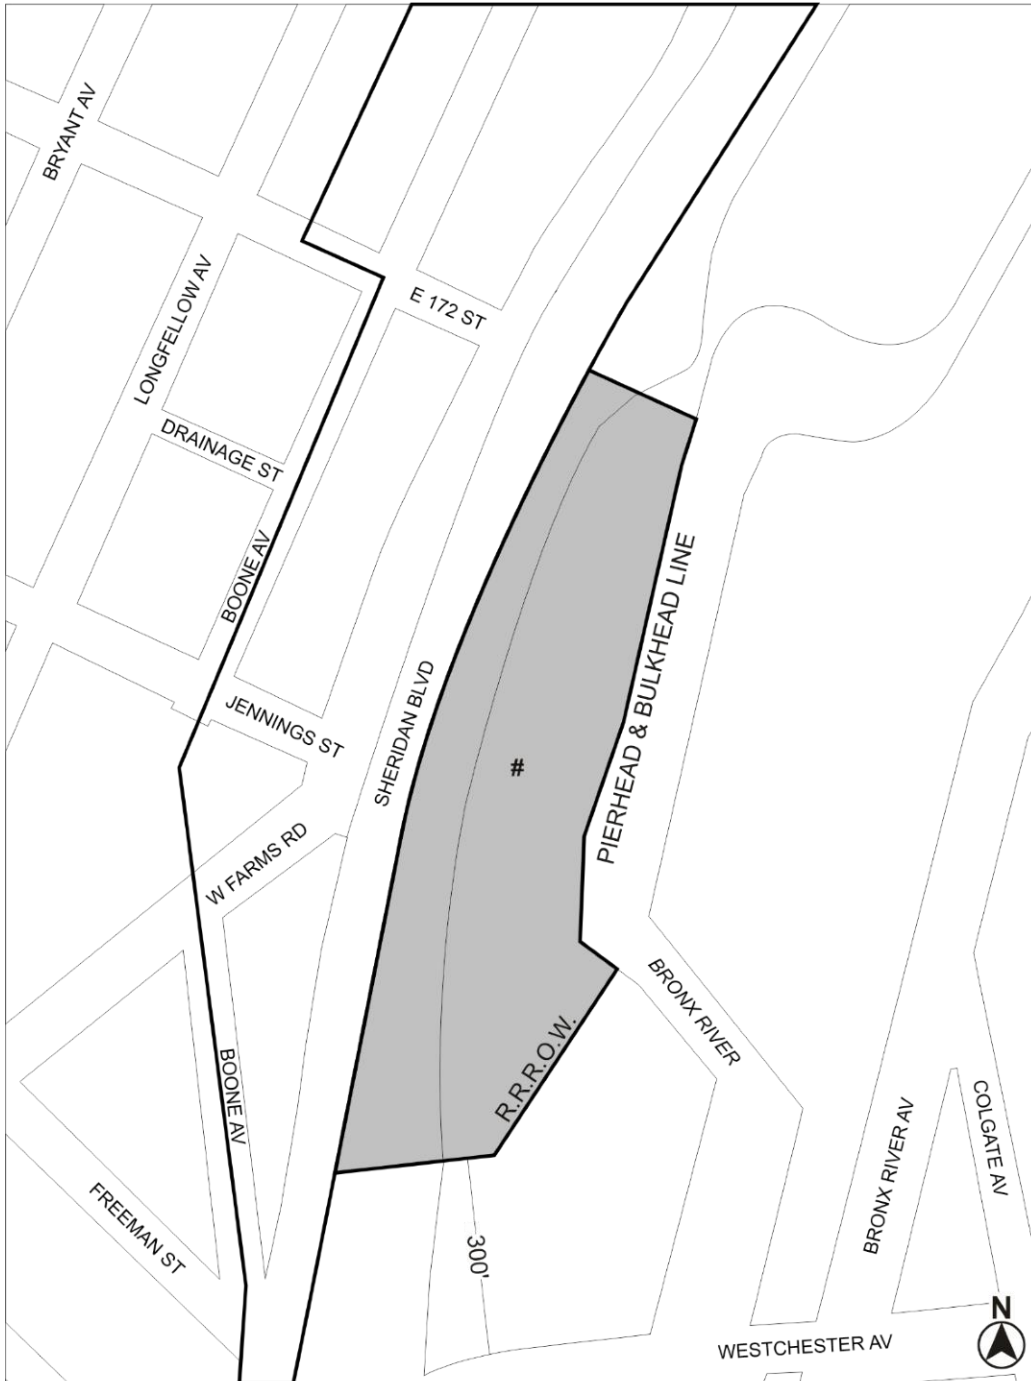 BRYANT AV
LONGFELLOW AV
E 172 ST
DRAINAGE ST
BOONE AV
PIERHEAD & BULKHEAD LINE
SHERIDAN BLVD
JENNINGS ST
#
W FARMS RD
BRONX RIVER
R.R.R.O.W.
BOONE AV
COLGATE AV
BRONX RIVER AV
FREEMAN ST
300'
N
WESTCHESTER AV